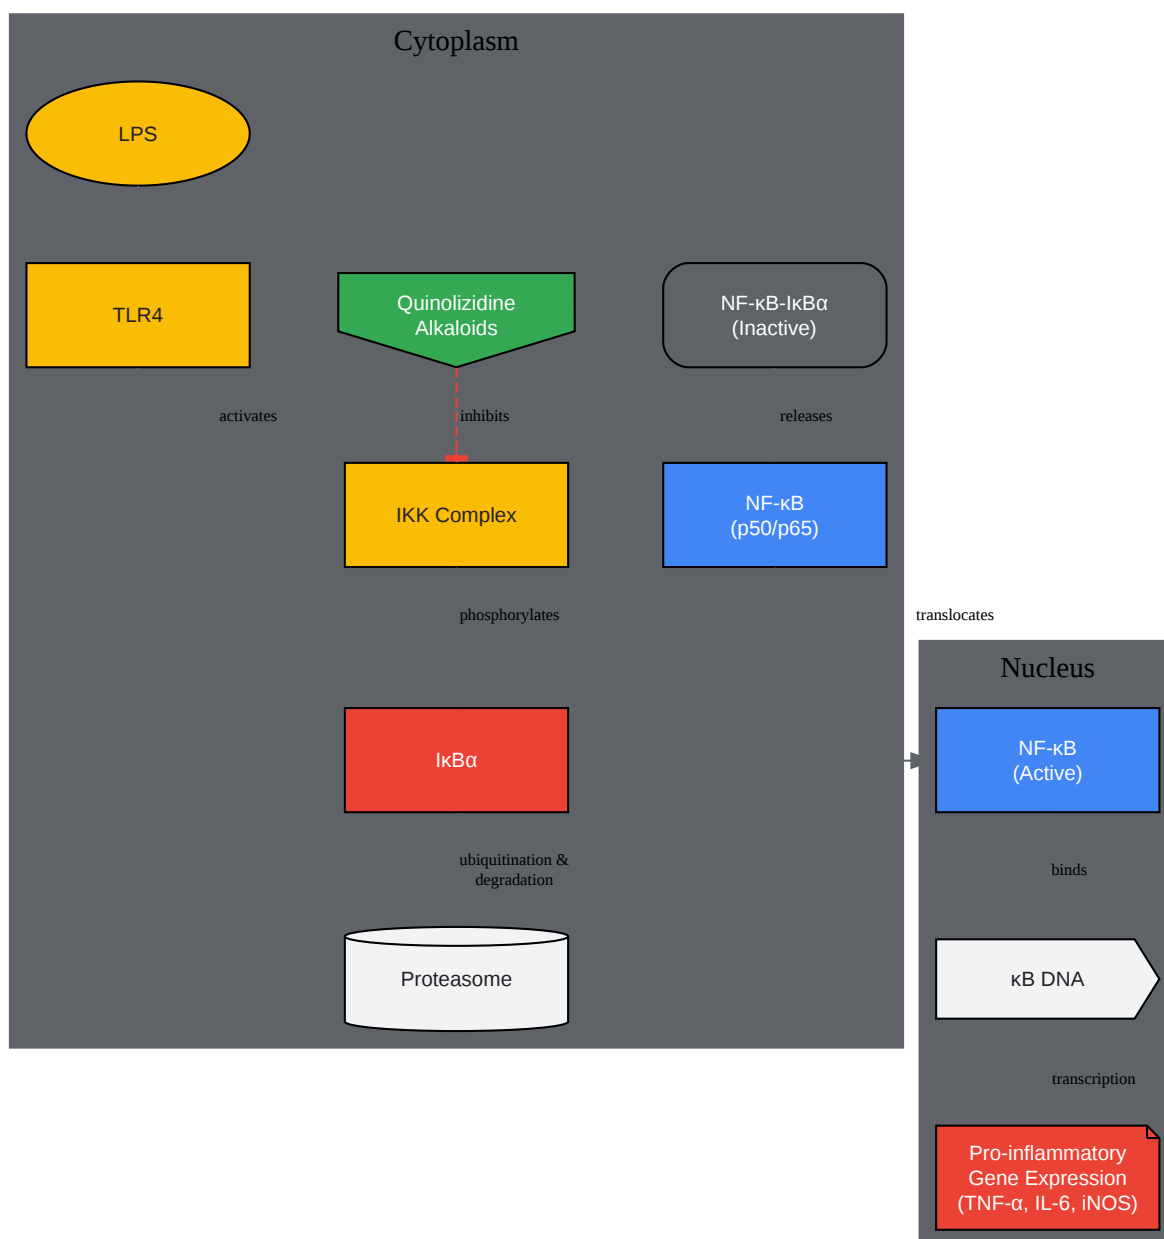 Cytoplasm
LPS
TLR4
Quinolizidine
Alkaloids
NF-κB-IκBα
(Inactive)
activates
inhibits
releases
IKK Complex
NF-κB
(p50/p65)
phosphorylates
translocates
Nucleus
IκBα
NF-κB
(Active)
ubiquitination &
degradation
binds
Proteasome
κB DNA
transcription
Pro-inflammatory
Gene Expression
(TNF-α, IL-6, iNOS)